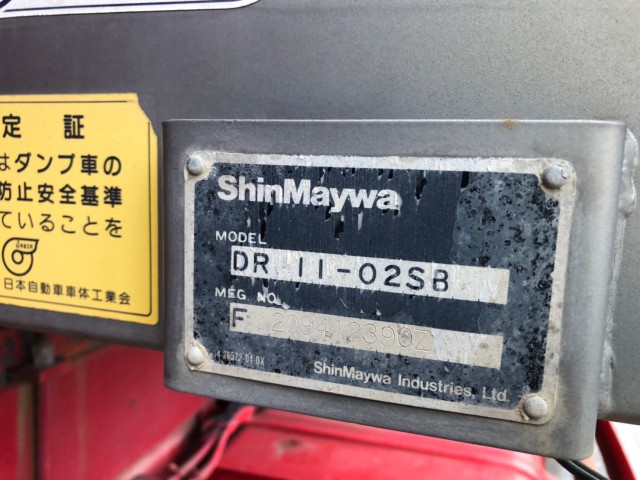 定 証
はダンプ車の
防止安全基準
ていることを
JABIA
日本自動車車体工業会
ShinMaywa
MODEL
DR 11-02SB
MFG NO.
F
ShinMaywa Industries, Ltd.